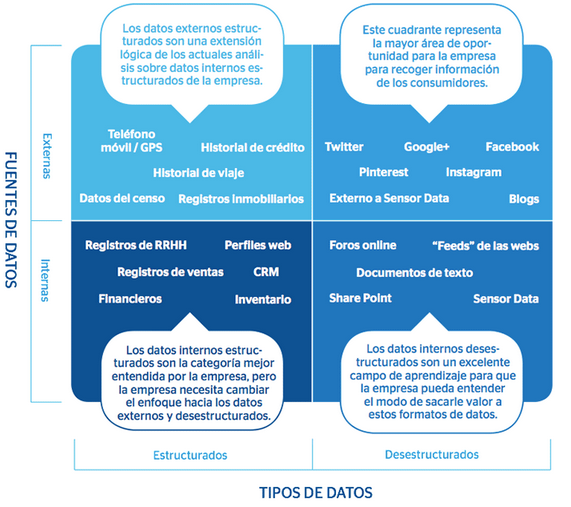 Los datos externos estruc-
turados son una extensión
lógica de los actuales análi-
sis sobre datos internos es-
tructurados de la empresa.
Este cuadrante representa
la mayor área de opor-
tunidad para la empresa
para recoger información
de los consumidores.
FUENTES DE DATOS
Externas
Teléfono
móvil / GPS
Historial de crédito
Historial de viaje
Datos del censo
Registros inmobiliarios
Twitter
Google+
Facebook
Pinterest
Instagram
Externo a Sensor Data
Blogs
Internas
Registros de RRHH
Perfiles web
Registros de ventas
CRM
Financieros
Inventario
Foros online
“Feeds” de las webs
Documentos de texto
Share Point
Sensor Data
Los datos internos estruc-
turados son la categoría mejor
entendida por la empresa, pero
la empresa necesita cambiar
el enfoque hacia los datos
externos y desestructurados.
Los datos internos deses-
tructurados son un excelente
campo de aprendizaje para que
la empresa pueda entender
el modo de sacarle valor a
estos formatos de datos.
Estructurados
Desestructurados
TIPOS DE DATOS